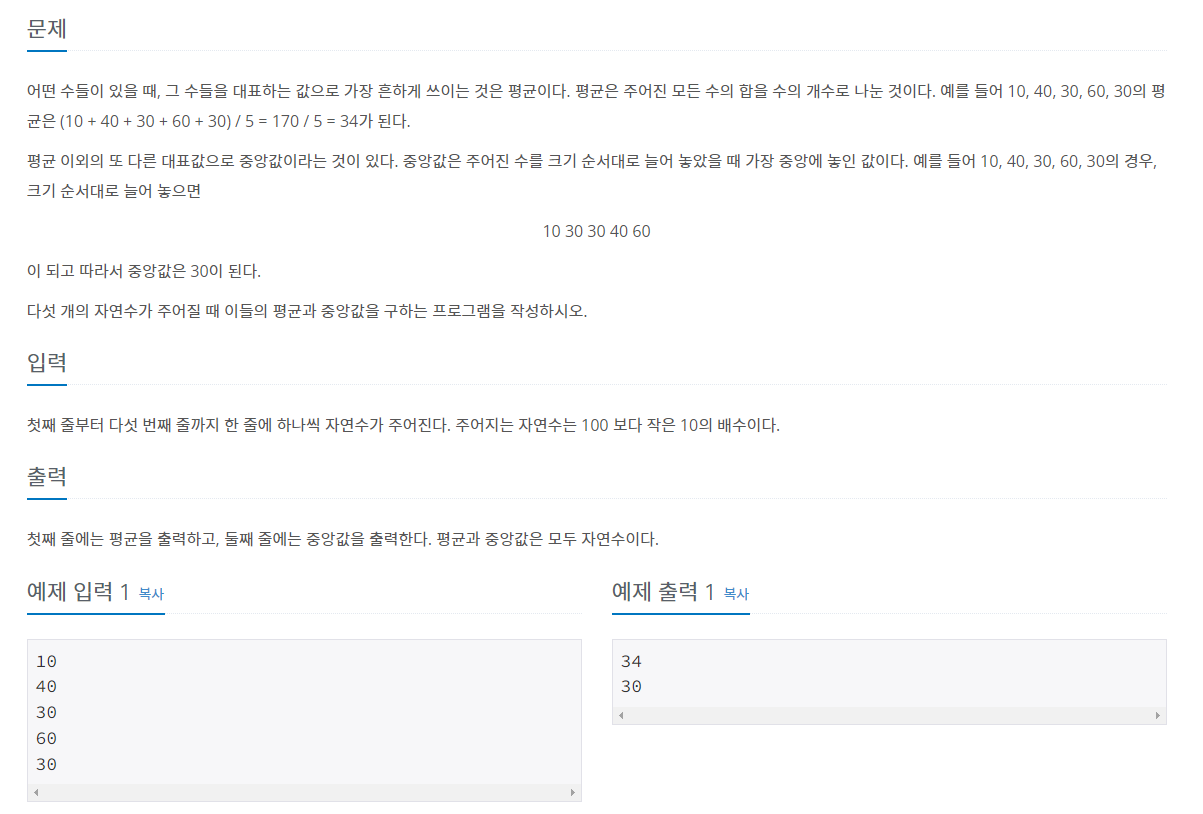 문제
어떤 수들이 있을 때, 그 수들을 대표하는 값으로 가장 흔하게 쓰이는 것은 평균이다. 평균은 주어진 모든 수의 합을 수의 개수로 나눈 것이다. 예를 들어 10, 40, 30, 60, 30의 평
균은 (10 + 40 + 30 + 60 + 30) / 5 = 170 / 5 = 34가 된다.
평균 이외의 또 다른 대표값으로 중앙값이라는 것이 있다. 중앙값은 주어진 수를 크기 순서대로 늘어 놓았을 때 가장 중앙에 놓인 값이다. 예를 들어 10, 40, 30, 60, 30의 경우,
크기 순서대로 늘어 놓으면
10 30 30 40 60
이 되고 따라서 중앙값은 30이 된다.
다섯 개의 자연수가 주어질 때 이들의 평균과 중앙값을 구하는 프로그램을 작성하시오.
입력
첫째 줄부터 다섯 번째 줄까지 한 줄에 하나씩 자연수가 주어진다. 주어지는 자연수는 100 보다 작은 10의 배수이다.
출력
첫째 줄에는 평균을 출력하고, 둘째 줄에는 중앙값을 출력한다. 평균과 중앙값은 모두 자연수이다.
예제 입력 1 복사
10
40
30
60
30
예제 출력 1 복사
34
30